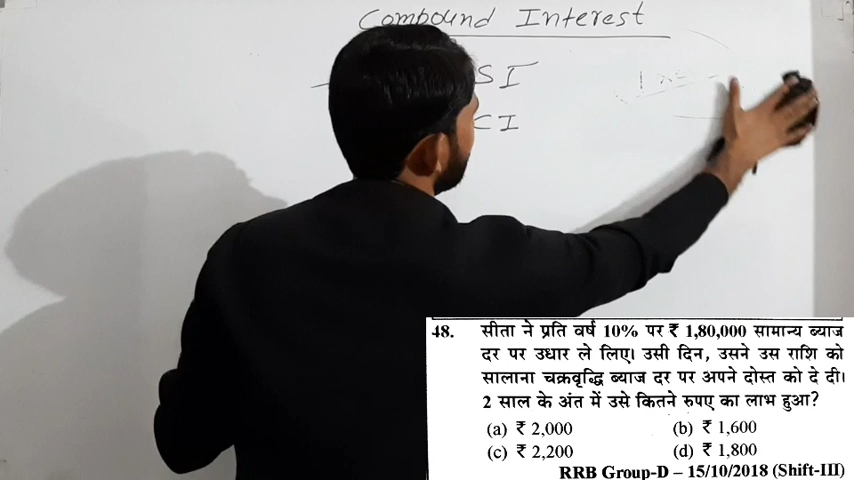 Compound Interest
SI
CI
48. सीता ने प्रति वर्ष 10% पर ₹ 1,80,000 सामान्य ब्याज
दर पर उधार ले लिए। उसी दिन, उसने उस राशि को
सालाना चक्रवृद्धि ब्याज दर पर अपने दोस्त को दे दी।
2 साल के अंत में उसे कितने रुपए का लाभ हुआ?
(a) ₹ 2,000 (b) ₹ 1,600
(c) ₹ 2,200 (d) ₹ 1,800
RRB Group-D – 15/10/2018 (Shift-III)